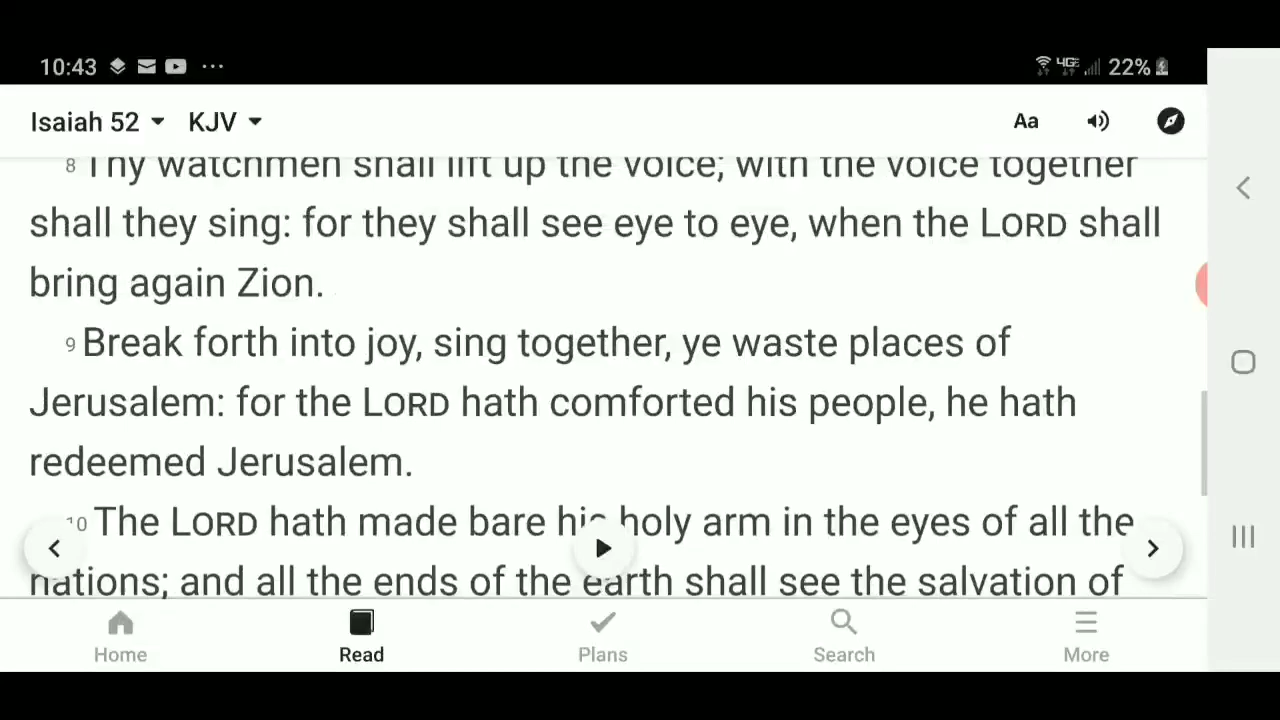 10:43 ... 4GE 22%
Isaiah 52 KJV Aa
8 Thy watchmen shall lift up the voice; with the voice together
shall they sing: for they shall see eye to eye, when the LORD shall
bring again Zion.
9 Break forth into joy, sing together, ye waste places of
Jerusalem: for the LORD hath comforted his people, he hath
redeemed Jerusalem.
10 The LORD hath made bare his holy arm in the eyes of all the
nations; and all the ends of the earth shall see the salvation of
Home Read Plans Search More